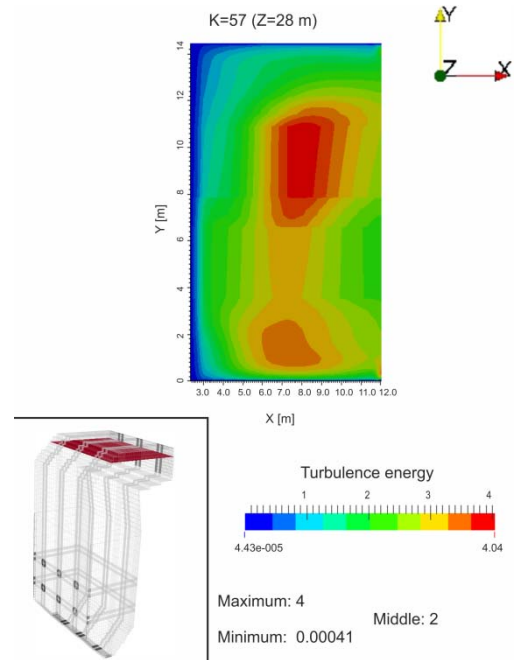 K=57 (Z=28 m)
Y
Z X
14
12
10
8
6
4
2
0
Y [m]
3.0 4.0 5.0 6.0 7.0 8.0 9.0 10.0 11.0 12.0
X [m]
Turbulence energy
1 2 3 4
4.43e-005 4.04
Maximum: 4
Middle: 2
Minimum: 0.00041